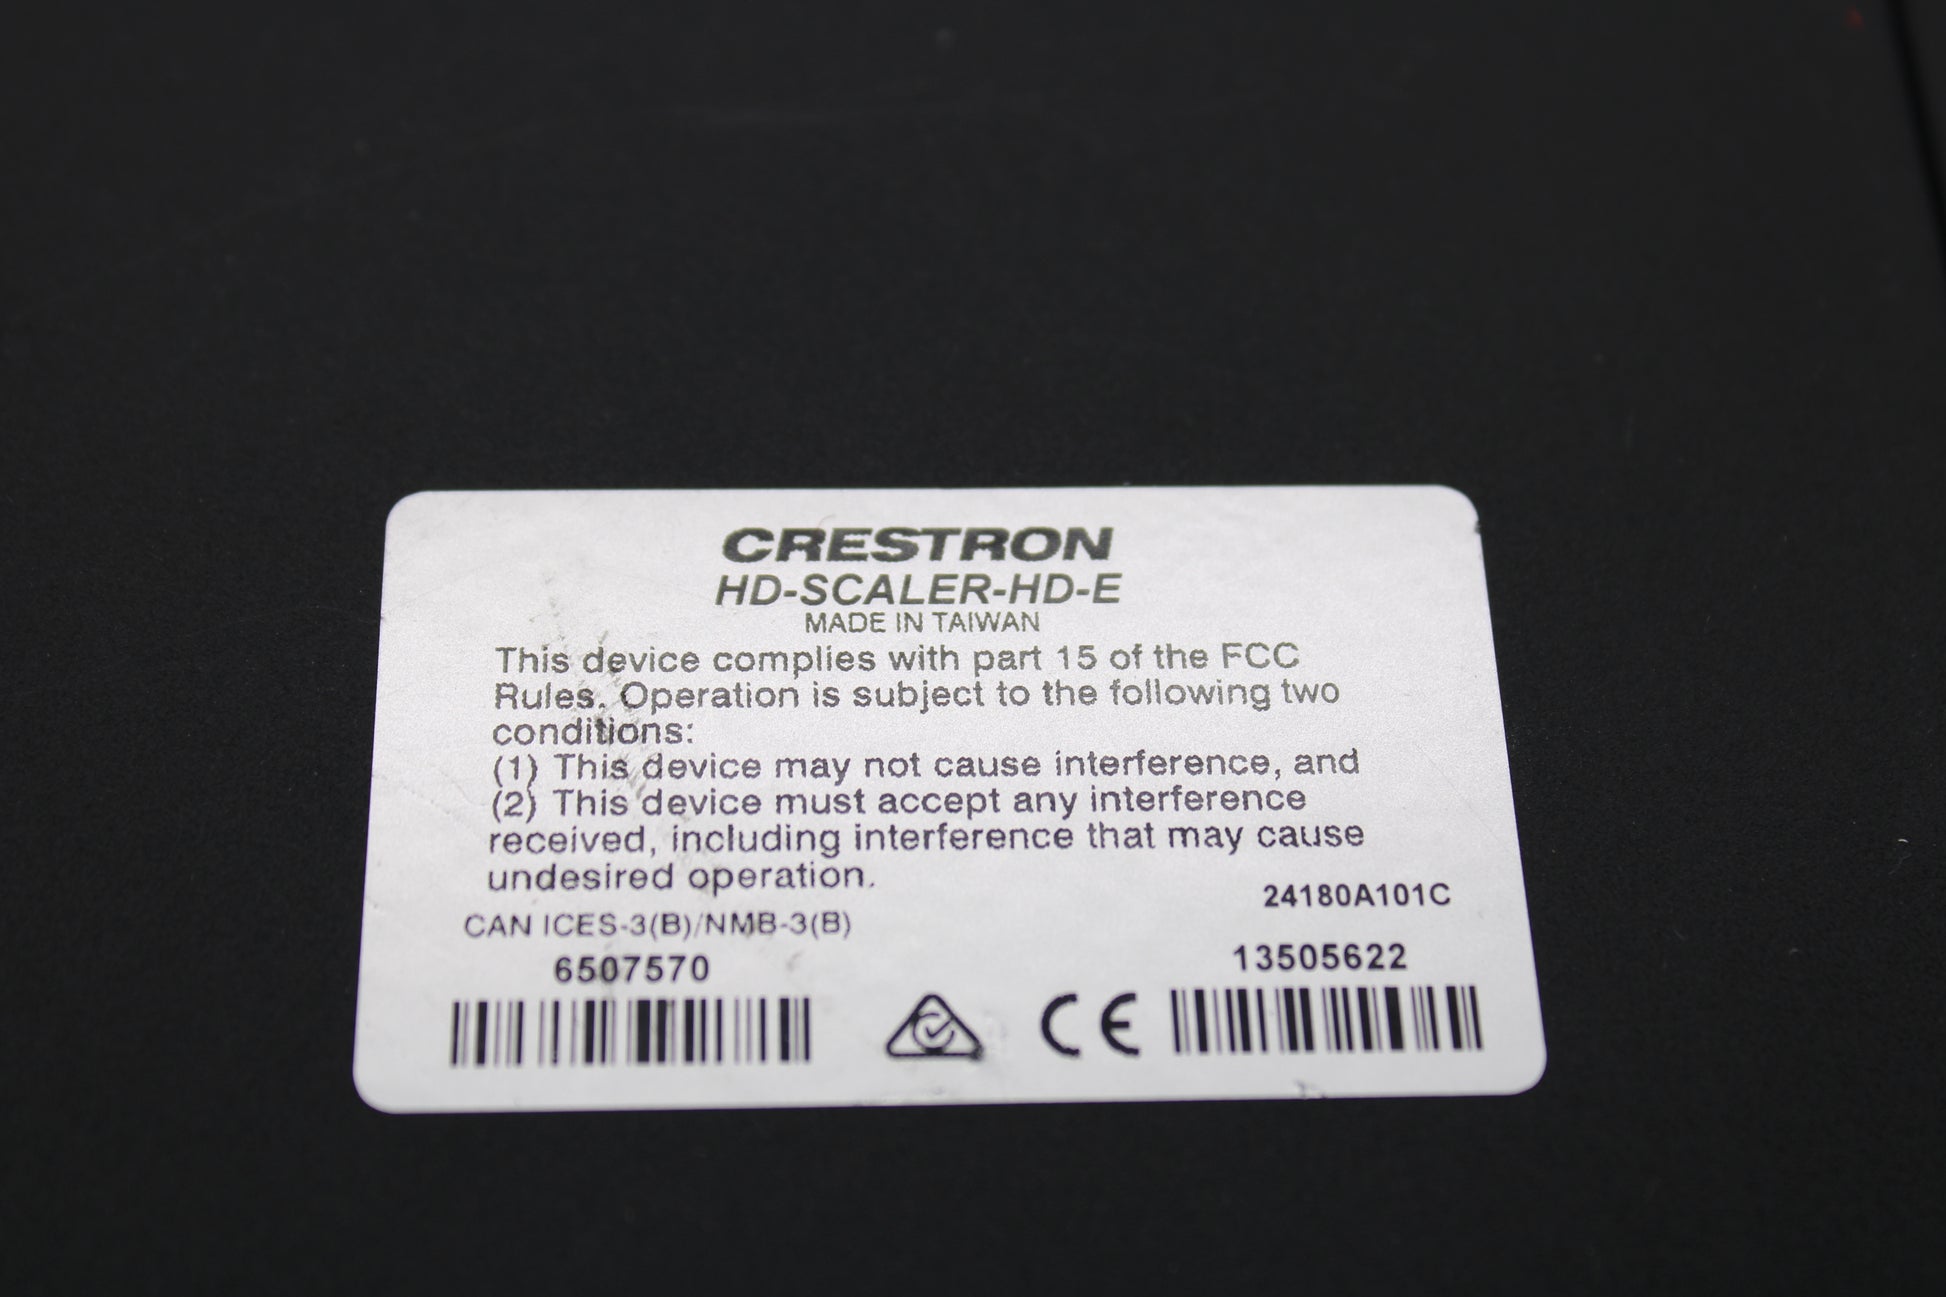 CRESTRON
HD-SCALER-HD-E
MADE IN TAIWAN
This device complies with part 15 of the FCC
Rules. Operation is subject to the following two
conditions:
(1) This device may not cause interference, and
(2) This device must accept any interference
received, including interference that may cause
undesired operation.
24180A101C
CAN ICES-3(B)/NMB-3(B)
6507570
13505622
CE